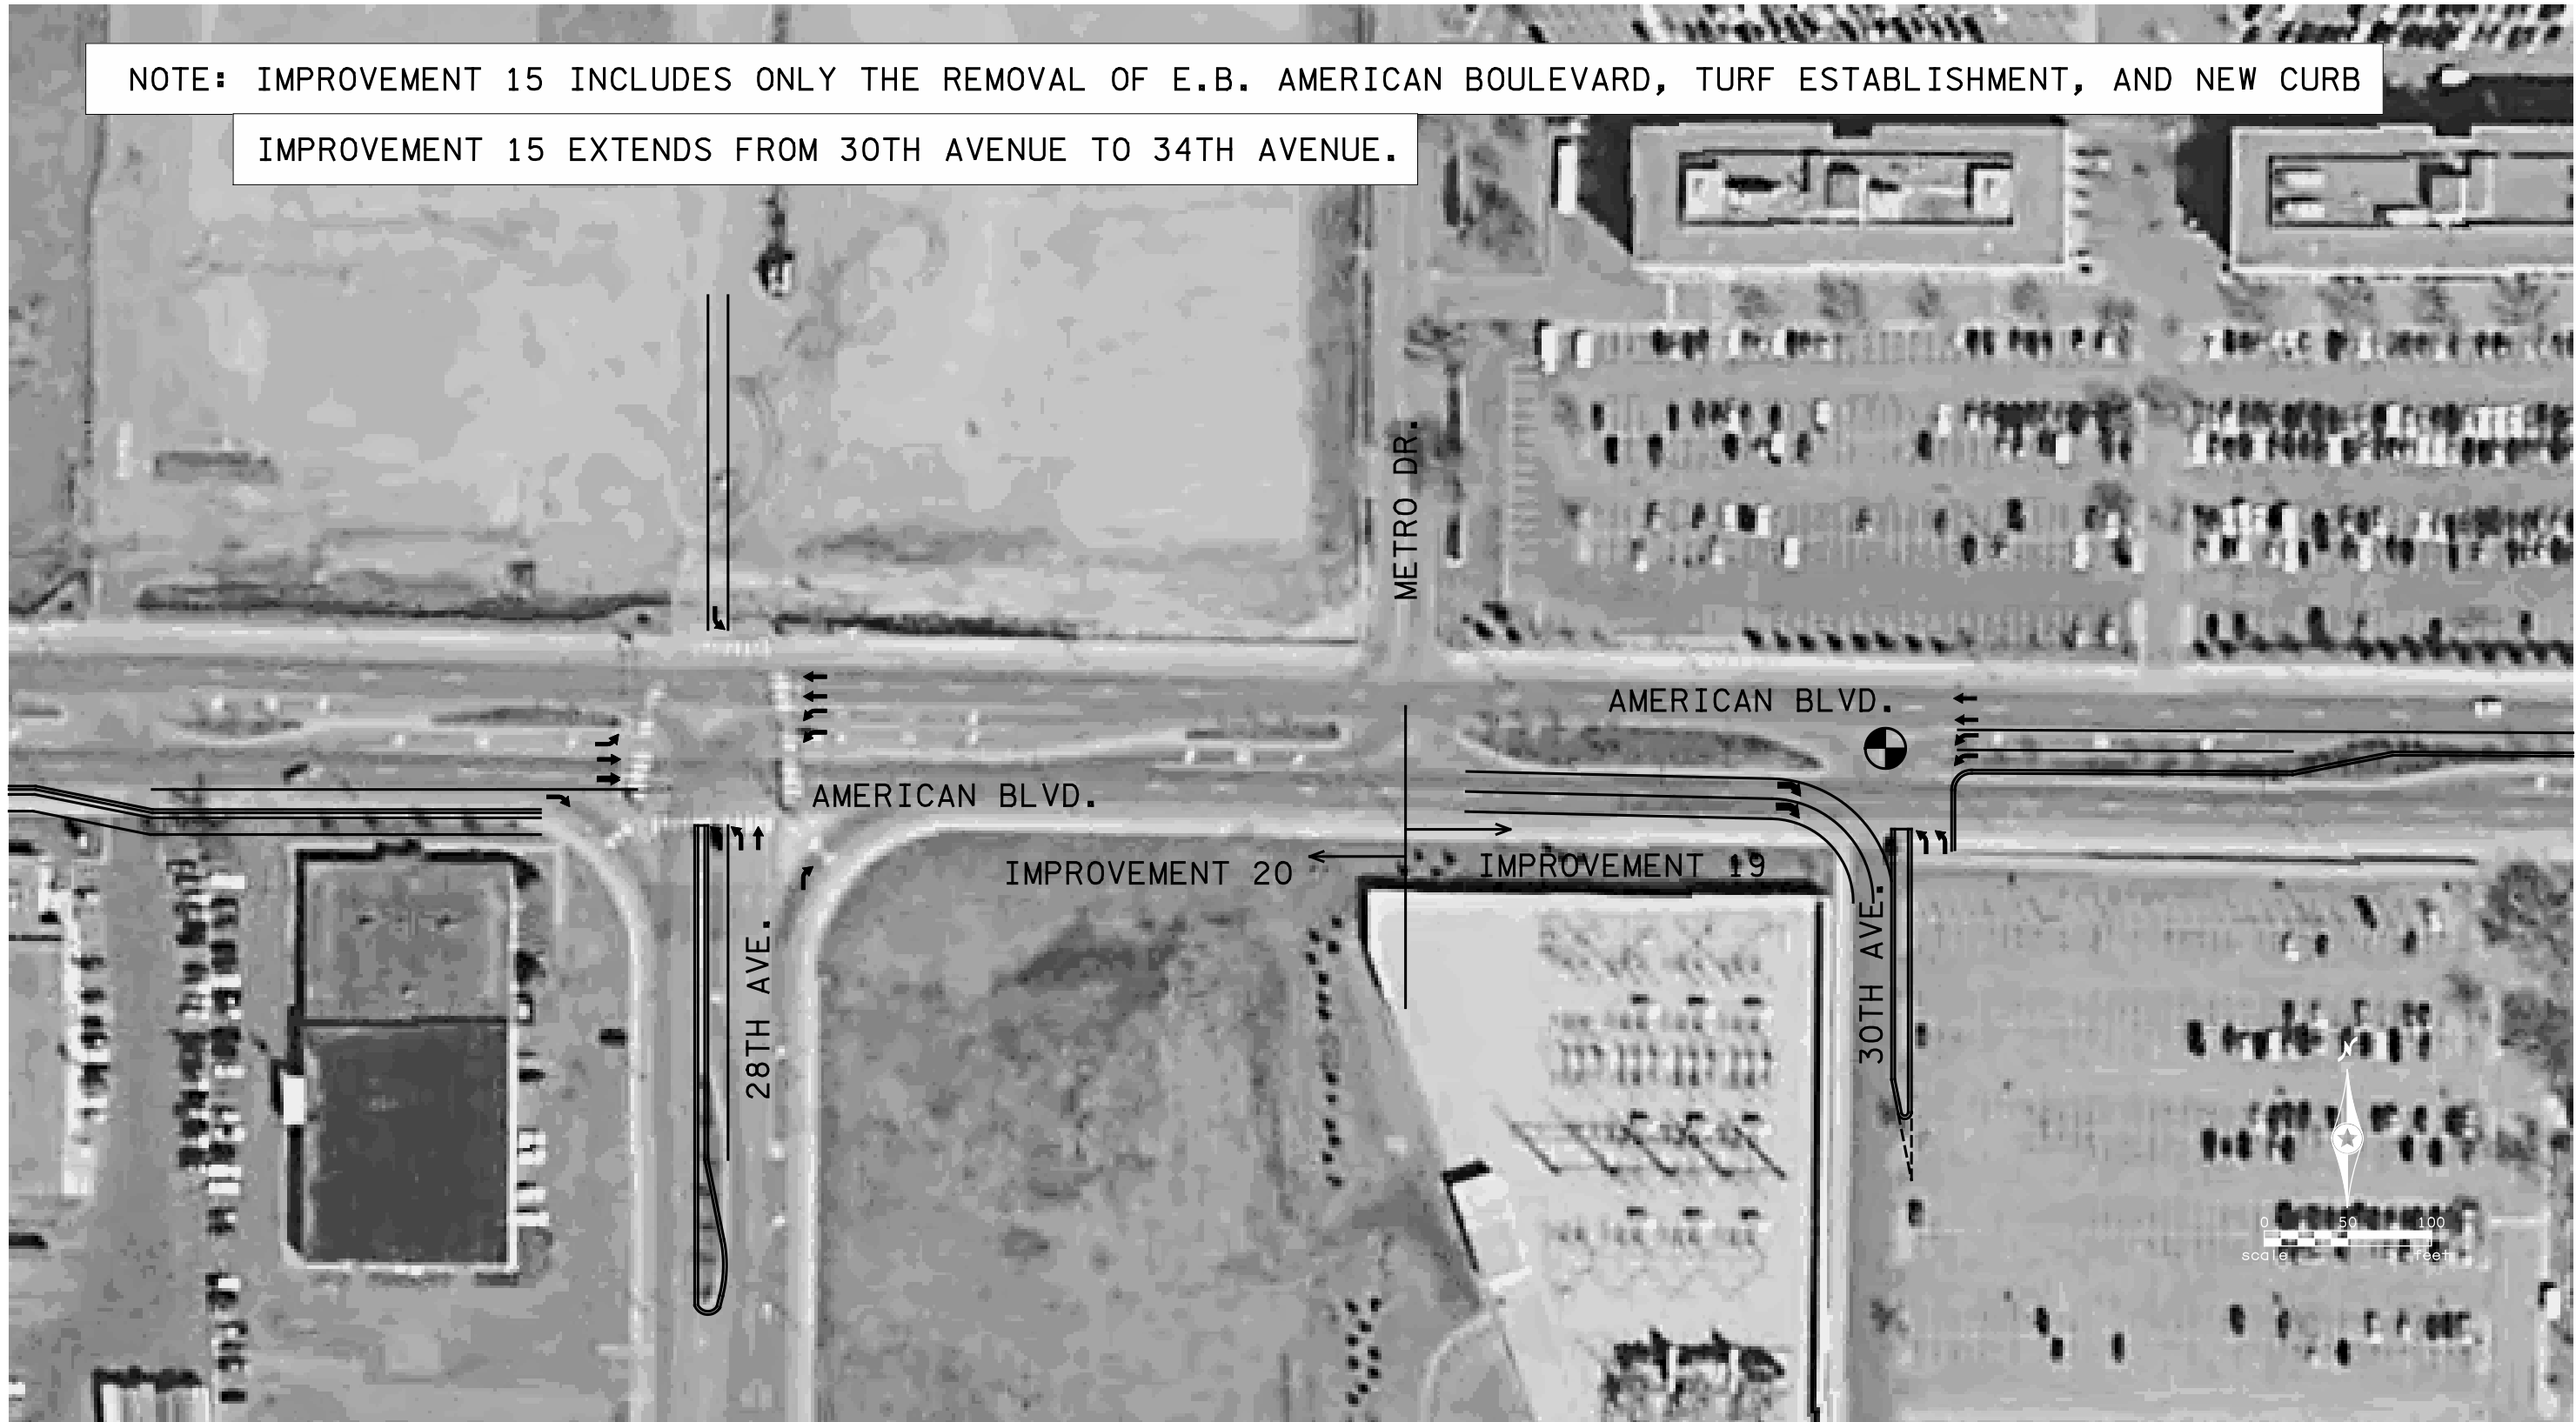 NOTE: IMPROVEMENT 15 INCLUDES ONLY THE REMOVAL OF E.B. AMERICAN BOULEVARD, TURF ESTABLISHMENT, AND NEW CURB
IMPROVEMENT 15 EXTENDS FROM 30TH AVENUE TO 34TH AVENUE.
METRO DR.
AMERICAN BLVD.
AMERICAN BLVD.
IMPROVEMENT 20
IMPROVEMENT 19
28TH AVE.
30TH AVE.
N
0 50 100
scale feet